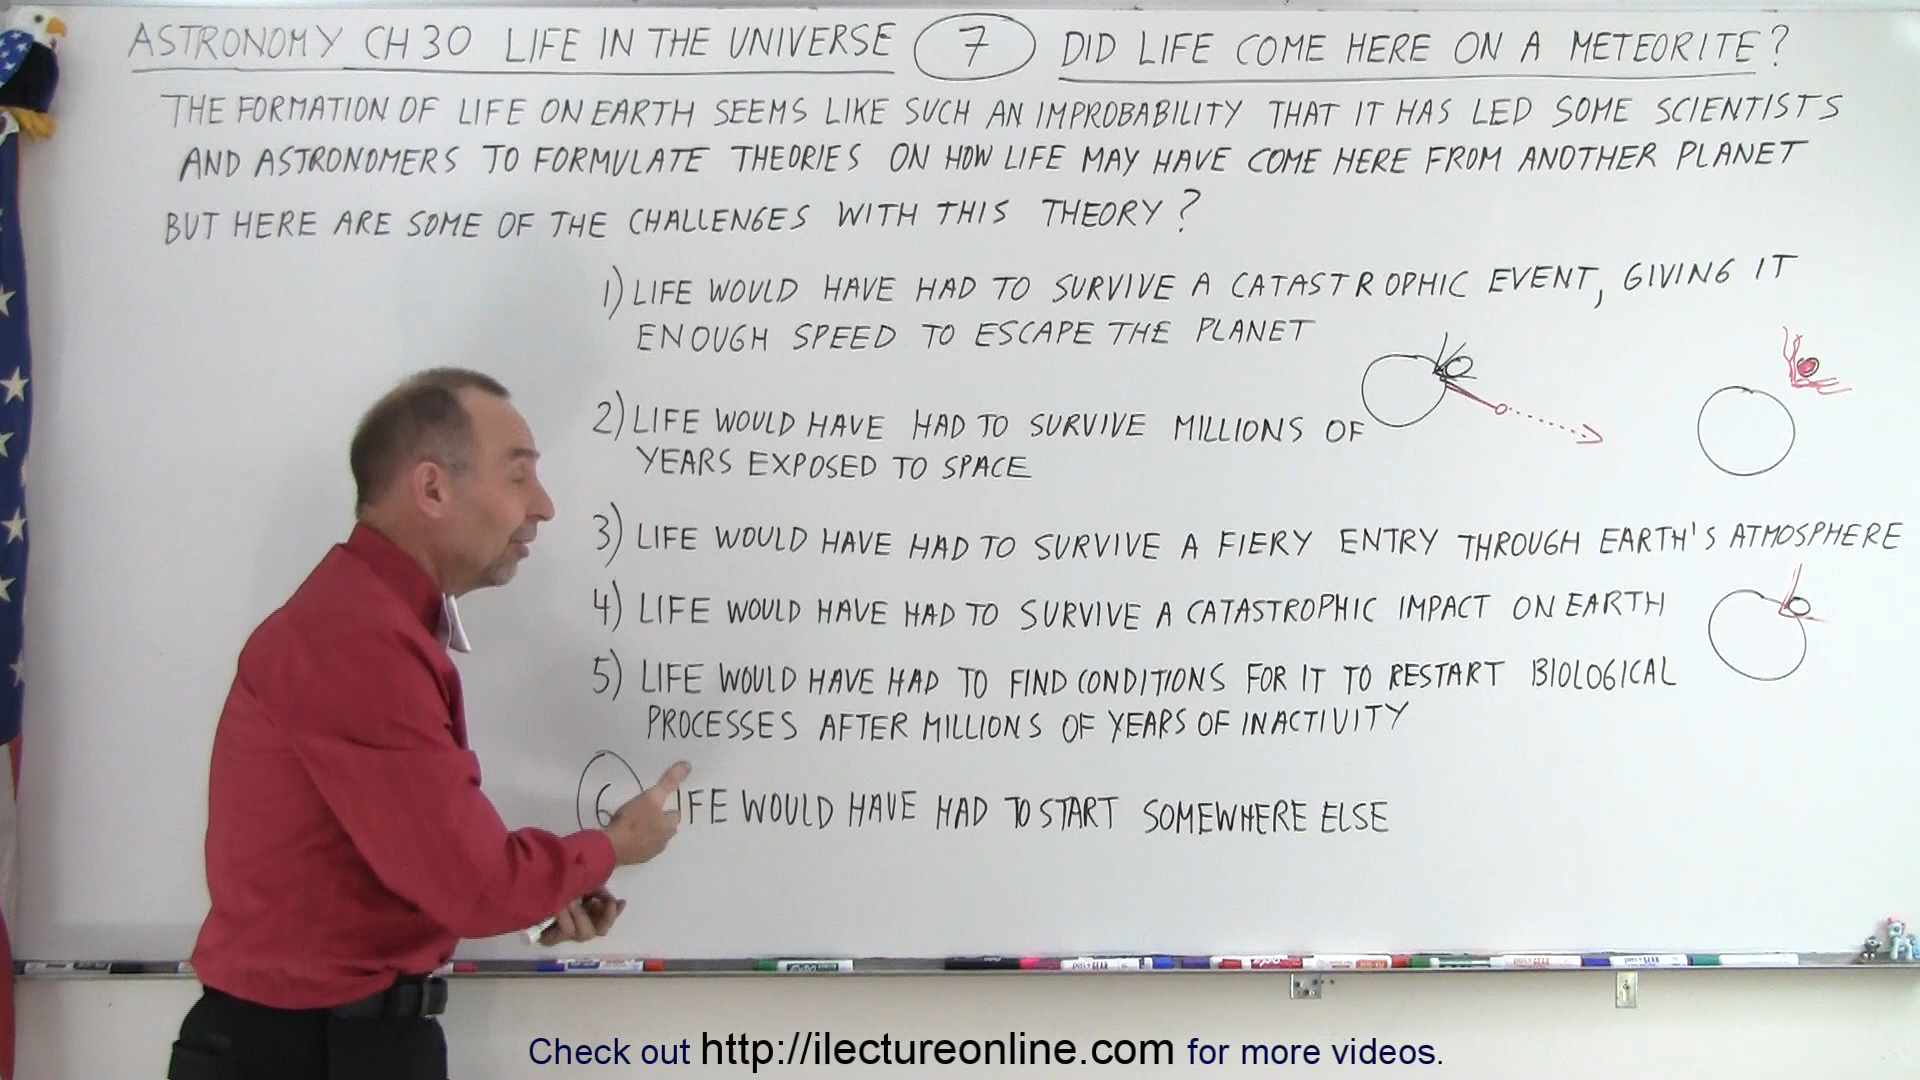 ASTRONOMY CH 30 LIFE IN THE UNIVERSE 7 DID LIFE COME HERE ON A METEORITE?
THE FORMATION OF LIFE ON EARTH SEEMS LIKE SUCH AN IMPROBABILITY THAT IT HAS LED SOME SCIENTISTS
AND ASTRONOMERS TO FORMULATE THEORIES ON HOW LIFE MAY HAVE COME HERE FROM ANOTHER PLANET
BUT HERE ARE SOME OF THE CHALLENGES WITH THIS THEORY?
1) LIFE WOULD HAVE HAD TO SURVIVE A CATASTROPHIC EVENT, GIVING IT
ENOUGH SPEED TO ESCAPE THE PLANET
2) LIFE WOULD HAVE HAD TO SURVIVE MILLIONS OF
YEARS EXPOSED TO SPACE
3) LIFE WOULD HAVE HAD TO SURVIVE A FIERY ENTRY THROUGH EARTH'S ATMOSPHERE
4) LIFE WOULD HAVE HAD TO SURVIVE A CATASTROPHIC IMPACT ON EARTH
5) LIFE WOULD HAVE HAD TO FIND CONDITIONS FOR IT TO RESTART BIOLOGICAL
PROCESSES AFTER MILLIONS OF YEARS OF INACTIVITY
6 LIFE WOULD HAVE HAD TO START SOMEWHERE ELSE
Check out http://ilectureonline.com for more videos.